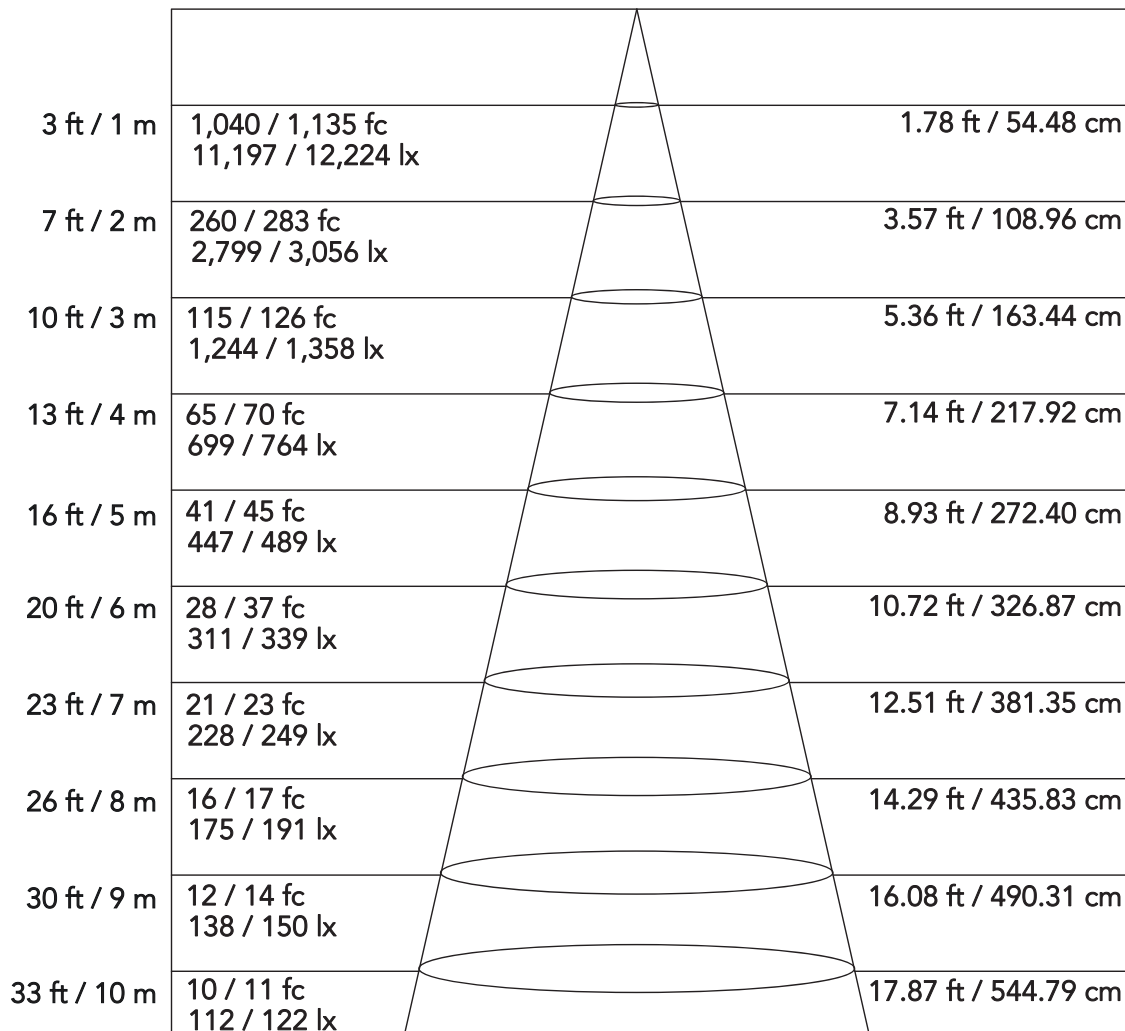 3 ft / 1 m 1,040 / 1,135 fc 1.78 ft / 54.48 cm
11,197 / 12,224 lx
7 ft / 2 m 260 / 283 fc 3.57 ft / 108.96 cm
2,799 / 3,056 lx
10 ft / 3 m 115 / 126 fc 5.36 ft / 163.44 cm
1,244 / 1,358 lx
13 ft / 4 m 65 / 70 fc 7.14 ft / 217.92 cm
699 / 764 lx
16 ft / 5 m 41 / 45 fc 8.93 ft / 272.40 cm
447 / 489 lx
20 ft / 6 m 28 / 37 fc 10.72 ft / 326.87 cm
311 / 339 lx
23 ft / 7 m 21 / 23 fc 12.51 ft / 381.35 cm
228 / 249 lx
26 ft / 8 m 16 / 17 fc 14.29 ft / 435.83 cm
175 / 191 lx
30 ft / 9 m 12 / 14 fc 16.08 ft / 490.31 cm
138 / 150 lx
33 ft / 10 m 10 / 11 fc 17.87 ft / 544.79 cm
112 / 122 lx